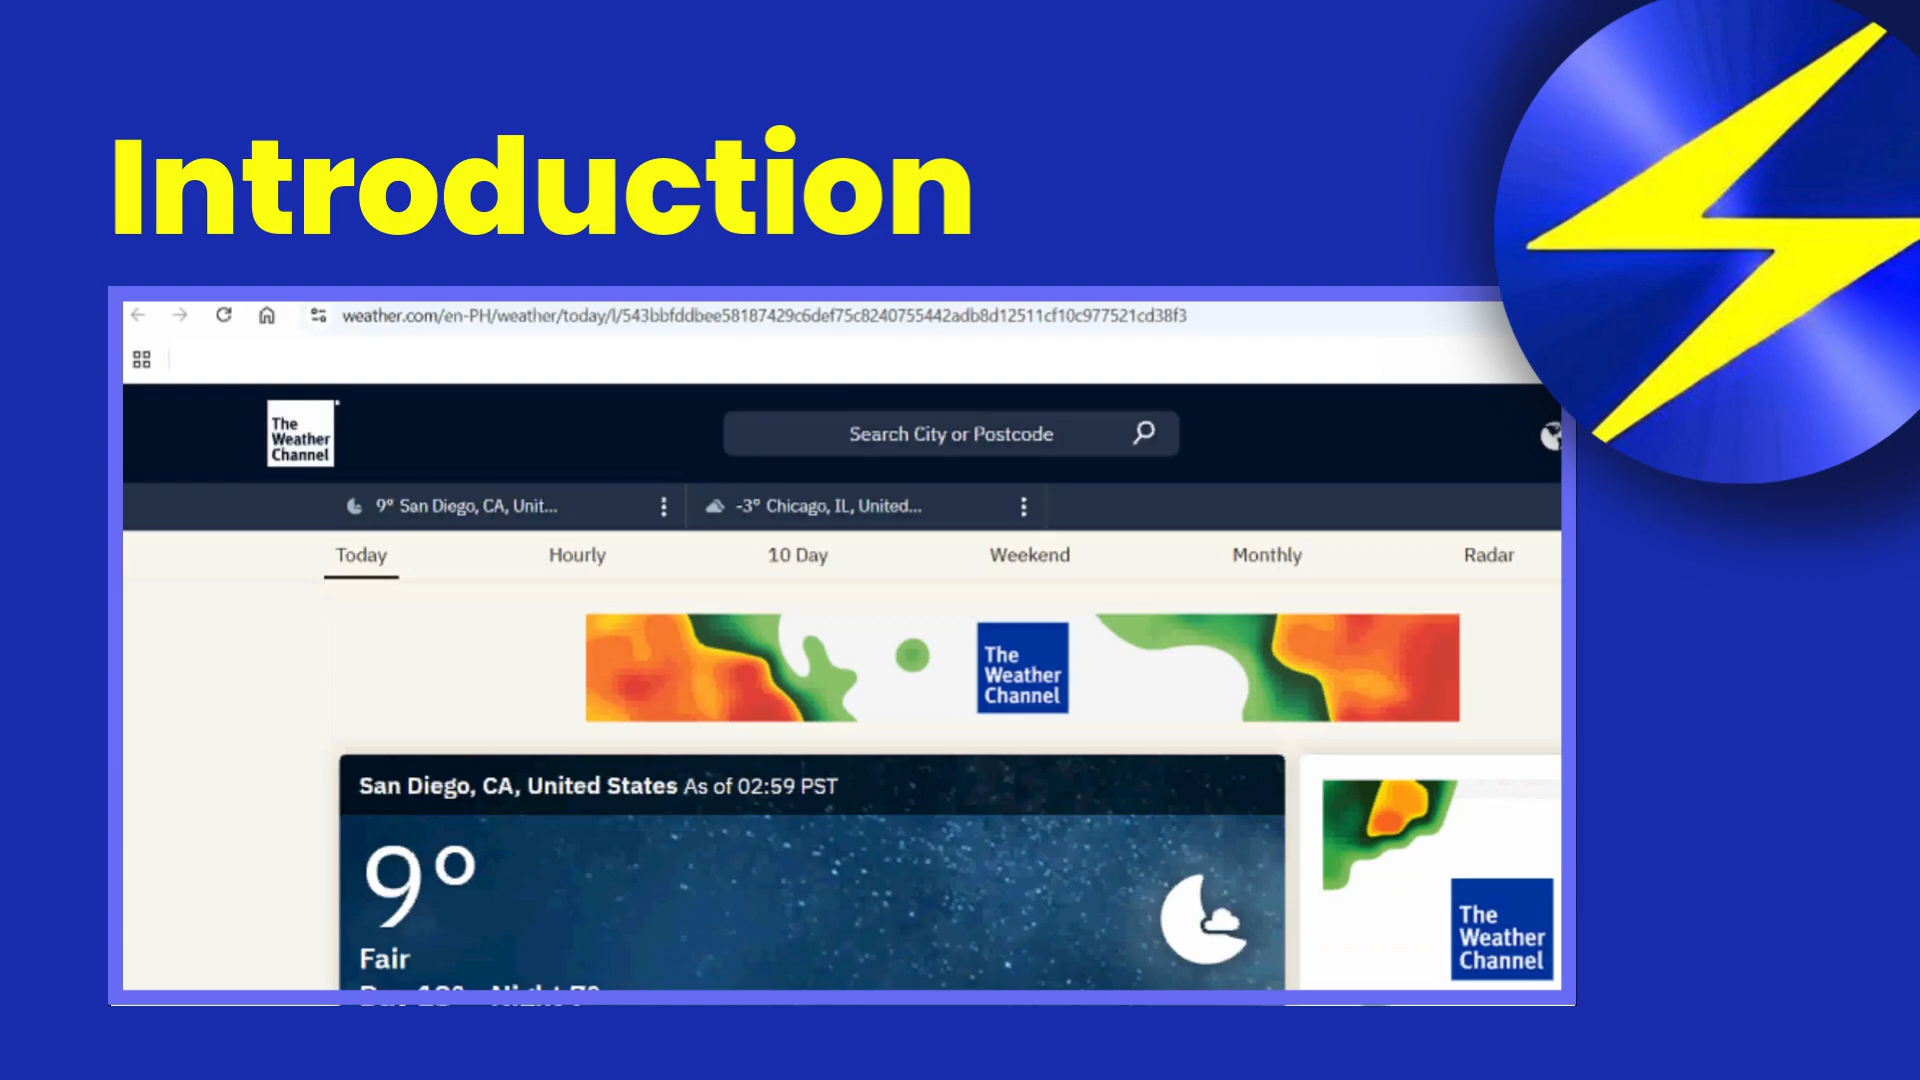 Introduction
weather.com/en-PH/weather/today/l/543bbfddbee58187429c6def75c8240755442adb8d12511cf10c977521cd38f3
The
Weather
Channel
Search City or Postcode
9° San Diego, CA, Unit...
-3° Chicago, IL, United...
Today Hourly 10 Day Weekend Monthly Radar
The
Weather
Channel
San Diego, CA, United States As of 02:59 PST
9°
Fair
The
Weather
Channel